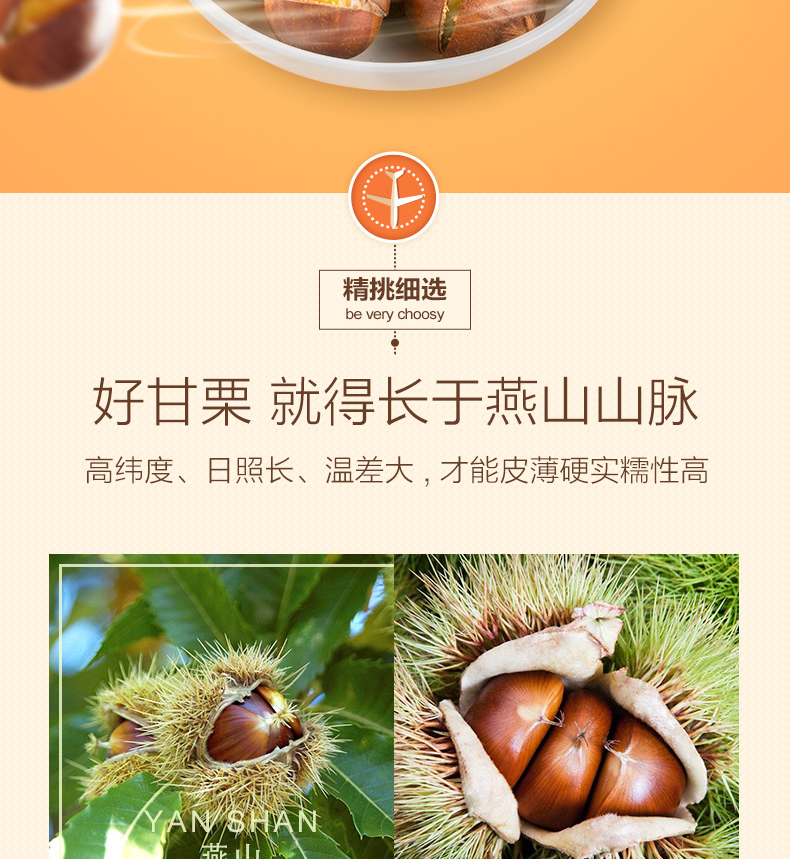 精挑细选
be very choosy
好甘栗 就得长于燕山山脉
高纬度、日照长、温差大，才能皮薄硬实糯性高
YAN SHAN
燕山